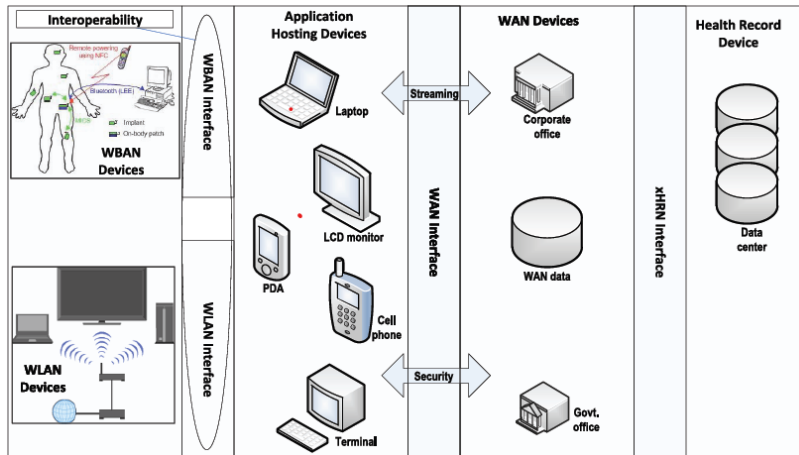 Interoperability
Remote powering
using NFC
Bluetooth (LEE)
MICS
Implant
On-body patch
WBAN
Devices
WLAN
Devices
WBAN Interface
WLAN Interface
Application
Hosting Devices
Laptop
LCD monitor
PDA
Cell
phone
Terminal
Streaming
WAN Interface
Security
WAN Devices
Corporate
office
WAN data
Govt.
office
xHRN Interface
Health Record
Device
Data
center